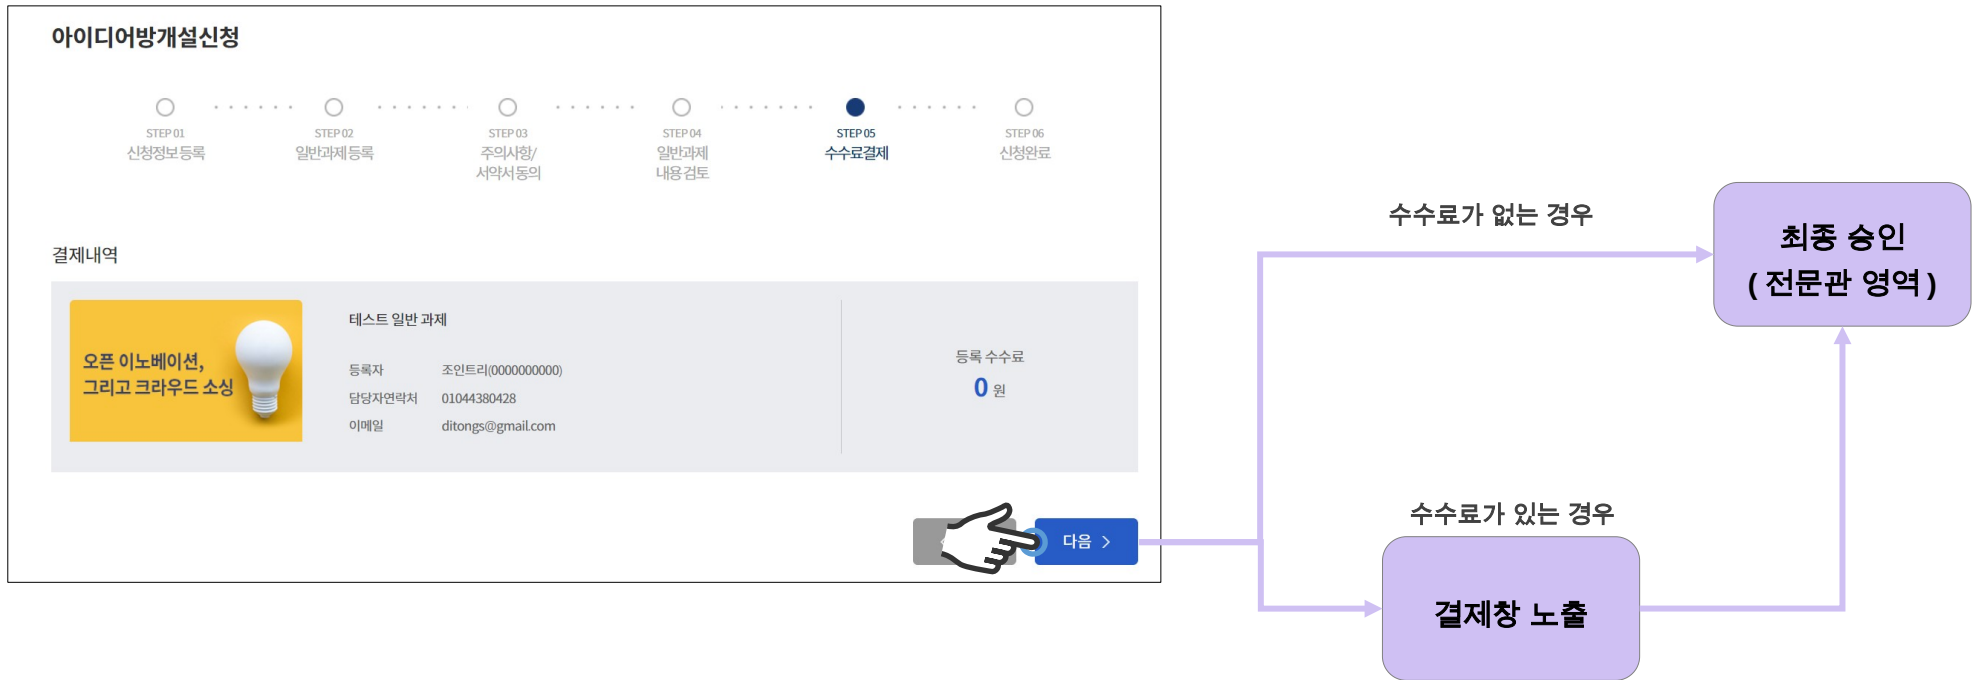 아이디어방개설신청
STEP 01
신청정보등록
STEP 02
일반과제등록
STEP 03
주의사항/
서약서동의
STEP 04
일반과제
내용검토
STEP 05
수수료결제
STEP 06
신청완료
결제내역
오픈 이노베이션,
그리고 크라우드 소싱
테스트 일반 과제
등록자 조인트리(0000000000)
담당자연락처 01044380428
이메일 ditongs@gmail.com
등록 수수료
0 원
다음 >
수수료가 없는 경우
최종 승인
( 전문관 영역 )
수수료가 있는 경우
결제창 노출